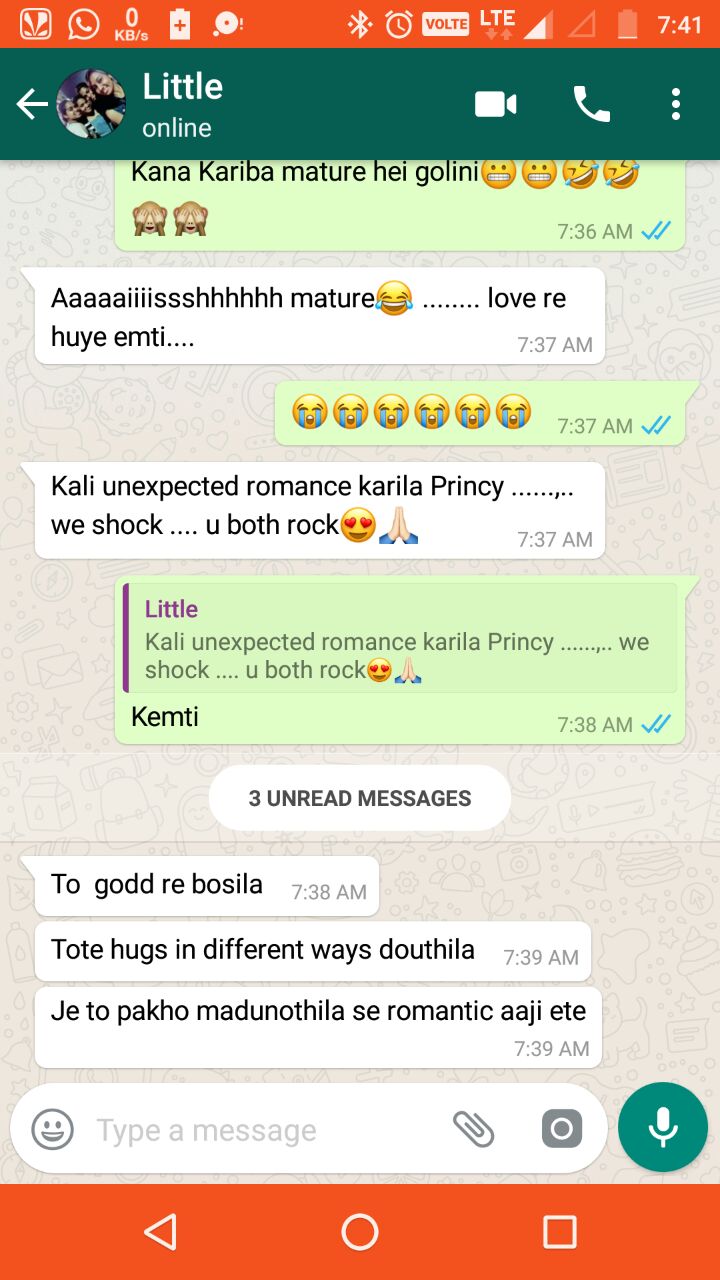 0
KB/s
VOLTE
LTE
7:41
Little
online
Kana Kariba mature hei golini😬😬🤣🤣
🙈🙈
7:36 AM
Aaaaaiiiissshhhhhh mature😂 ........ love re
huye emti....
7:37 AM
😭😭😭😭😭😭 7:37 AM
Kali unexpected romance karila Princy ......,..
we shock .... u both rock😍🙏🏻
7:37 AM
Little
Kali unexpected romance karila Princy ......,.. we
shock .... u both rock😍🙏🏻
Kemti 7:38 AM
3 UNREAD MESSAGES
To godd re bosila 7:38 AM
Tote hugs in different ways douthila 7:39 AM
Je to pakho madunothila se romantic aaji ete
7:39 AM
Type a message